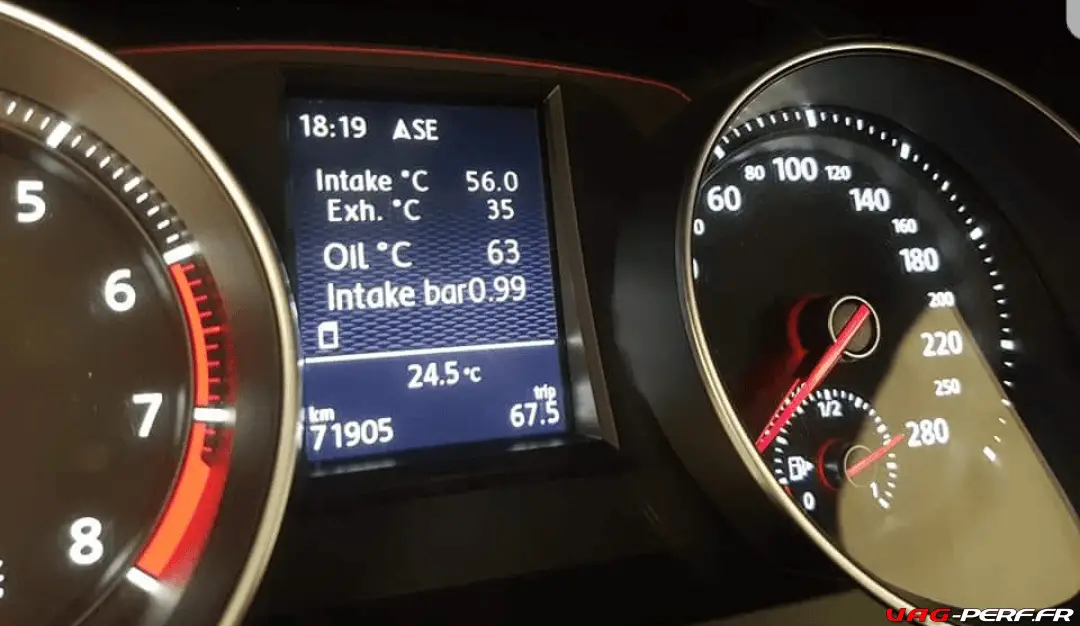 18:19 ▲SE
Intake °C 56.0
Exh. °C 35
Oil °C 63
Intake bar0.99
24.5°C
km 71905
trip 67.5
5
6
7
8
0
60
80
100
120
140
160
180
200
220
250
280
1/2
0
1
VAG-PERF.FR